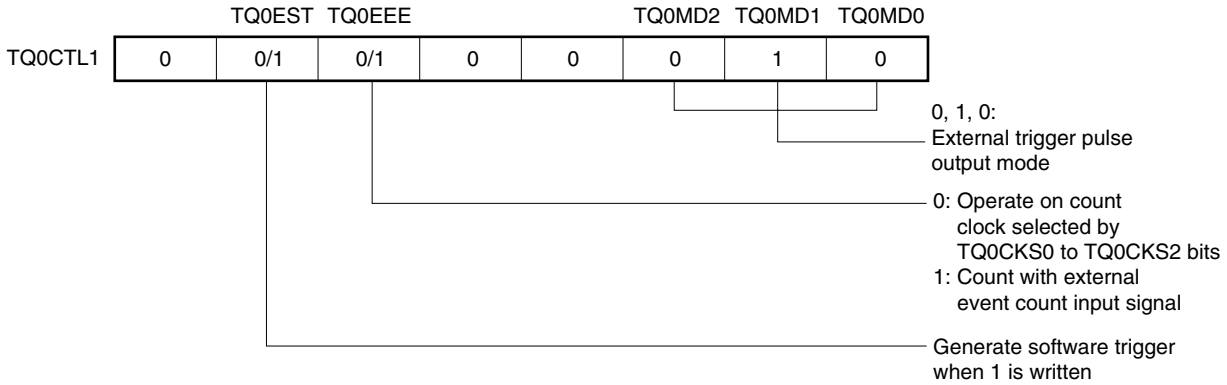 TQ0EST TQ0EEE TQ0MD2 TQ0MD1 TQ0MD0
TQ0CTL1 0 0/1 0/1 0 0 0 1 0
0, 1, 0:
External trigger pulse
output mode
0: Operate on count
clock selected by
TQ0CKS0 to TQ0CKS2 bits
1: Count with external
event count input signal
Generate software trigger
when 1 is written